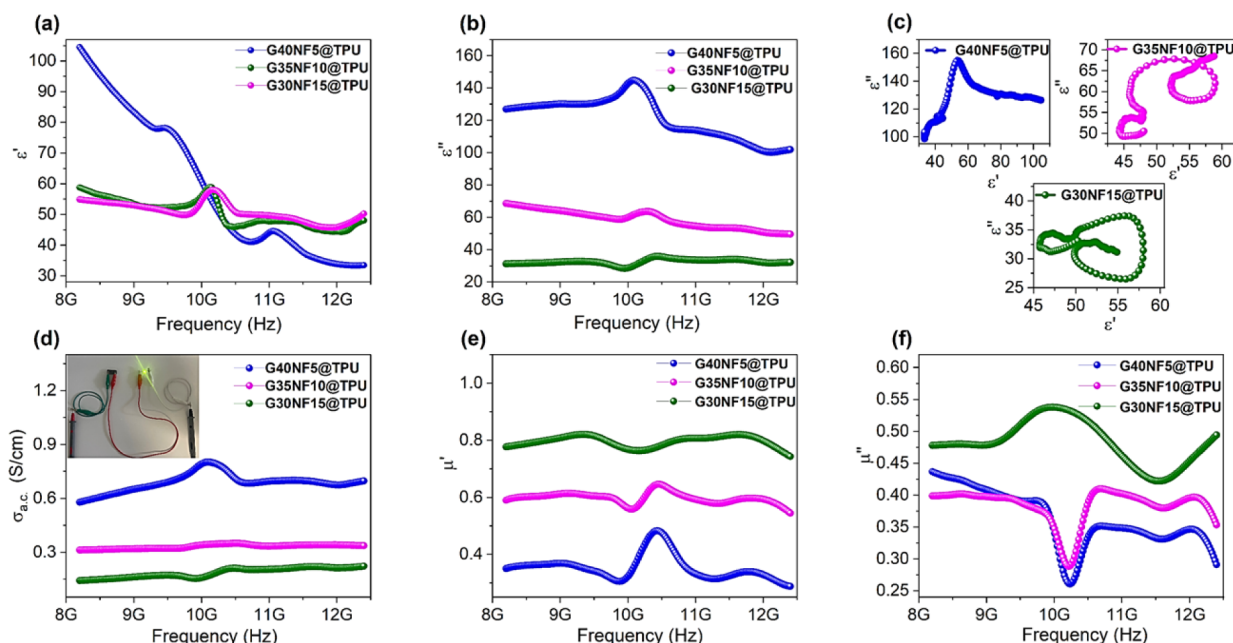 (a)
G40NF5@TPU
G35NF10@TPU
G30NF15@TPU
100
90
80
70
60
50
40
30
ε'
8G 9G 10G 11G 12G
Frequency (Hz)
(b)
G40NF5@TPU
G35NF10@TPU
G30NF15@TPU
160
140
120
100
80
60
40
20
ε"
8G 9G 10G 11G 12G
Frequency (Hz)
(c)
G40NF5@TPU
160
140
120
100
ε"
40 60 80 100
ε'
G35NF10@TPU
70
65
60
55
50
ε"
45 50 55 60
ε'
G30NF15@TPU
40
35
30
25
ε"
45 50 55 60
ε'
(d)
G40NF5@TPU
G35NF10@TPU
G30NF15@TPU
1.2
0.9
0.6
0.3
σa.c. (S/cm)
8G 9G 10G 11G 12G
Frequency (Hz)
(e)
G40NF5@TPU
G35NF10@TPU
G30NF15@TPU
1.0
0.8
0.6
0.4
μ'
8G 9G 10G 11G 12G
Frequency (Hz)
(f)
G40NF5@TPU
G35NF10@TPU
G30NF15@TPU
0.60
0.55
0.50
0.45
0.40
0.35
0.30
0.25
μ"
8G 9G 10G 11G 12G
Frequency (Hz)